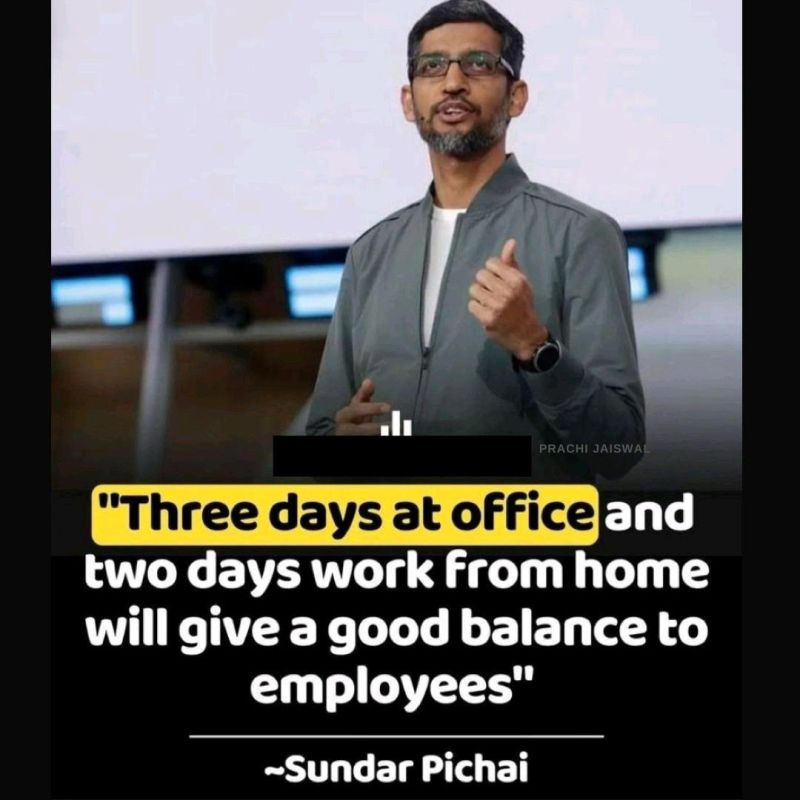 PRACHI JAISWAL
"Three days at office and
two days work from home
will give a good balance to
employees"
~Sundar Pichai